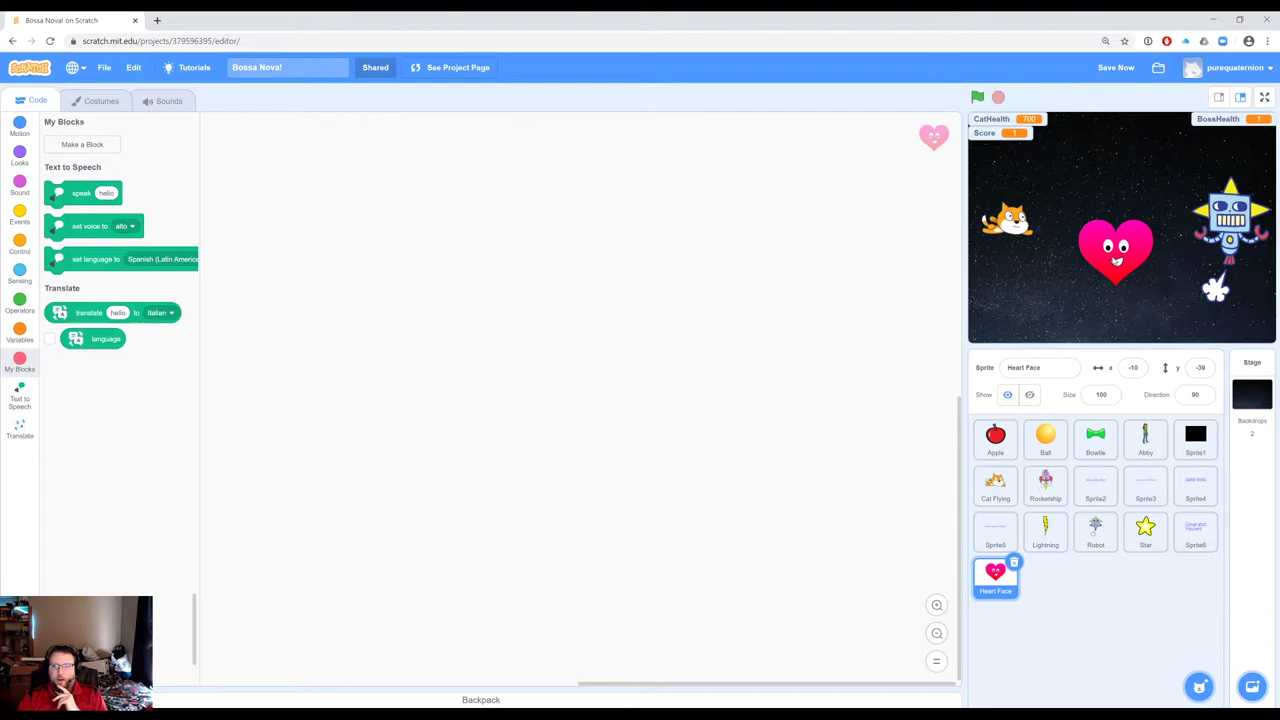 Bossa Nova! on Scratch
scratch.mit.edu/projects/379596395/editor/
SCRATCH
File
Edit
Tutorials
Bossa Nova!
Shared
See Project Page
Save Now
purequaternion
Code
Costumes
Sounds
Motion
Looks
Sound
Events
Control
Sensing
Operators
Variables
My Blocks
Text to
Speech
Translate
My Blocks
Make a Block
Text to Speech
speak hello
set voice to alto
set language to Spanish (Latin America
Translate
translate hello to Italian
language
CatHealth 700
Score 1
BossHealth 1
Sprite Heart Face x -10 y -39
Show Size 100 Direction 90
Apple
Ball
Bowtie
Abby
Sprite1
Cat Flying
Rocketship
Sprite2
Sprite3
Sprite4
Sprite5
Lightning
Robot
Star
Sprite6
Heart Face
Stage
Backdrops
2
Backpack